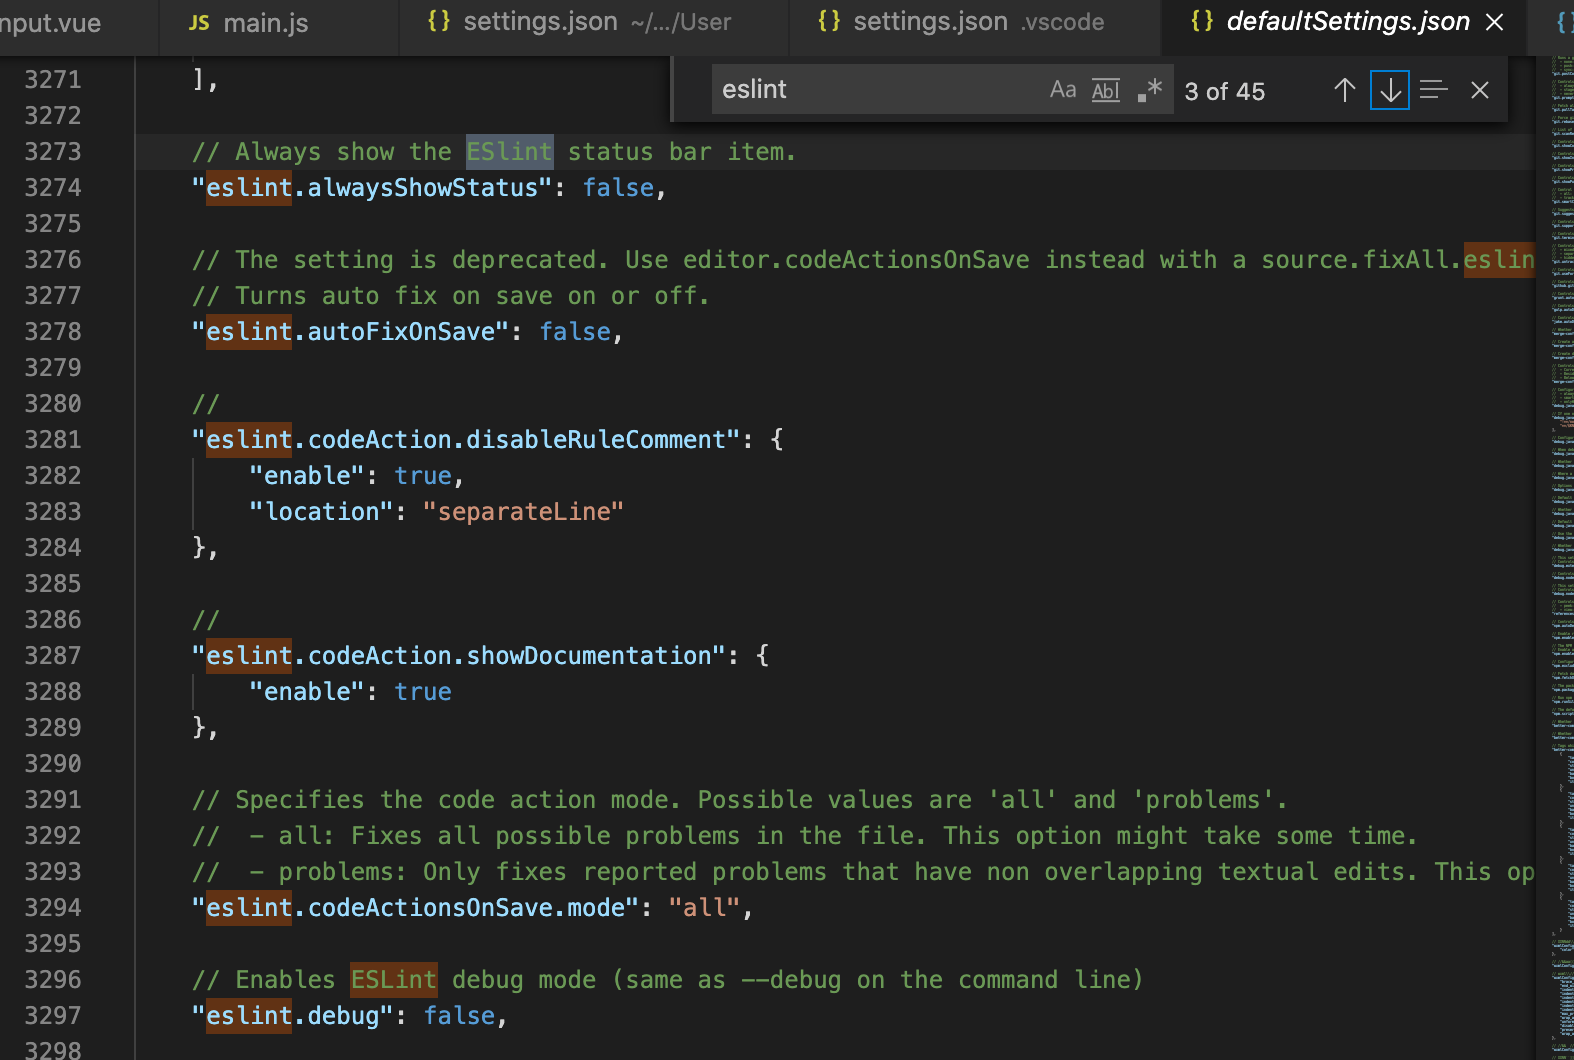 nput.vue
JS main.js
{} settings.json ~/.../User
{} settings.json .vscode
{} defaultSettings.json
eslint
Aa Abl .*
3 of 45
3271 ],
3272
3273 // Always show the ESlint status bar item.
3274 "eslint.alwaysShowStatus": false,
3275
3276 // The setting is deprecated. Use editor.codeActionsOnSave instead with a source.fixAll.eslin
3277 // Turns auto fix on save on or off.
3278 "eslint.autoFixOnSave": false,
3279
3280 //
3281 "eslint.codeAction.disableRuleComment": {
3282 "enable": true,
3283 "location": "separateLine"
3284 },
3285
3286 //
3287 "eslint.codeAction.showDocumentation": {
3288 "enable": true
3289 },
3290
3291 // Specifies the code action mode. Possible values are 'all' and 'problems'.
3292 //  - all: Fixes all possible problems in the file. This option might take some time.
3293 //  - problems: Only fixes reported problems that have non overlapping textual edits. This op
3294 "eslint.codeActionsOnSave.mode": "all",
3295
3296 // Enables ESLint debug mode (same as --debug on the command line)
3297 "eslint.debug": false,
3298